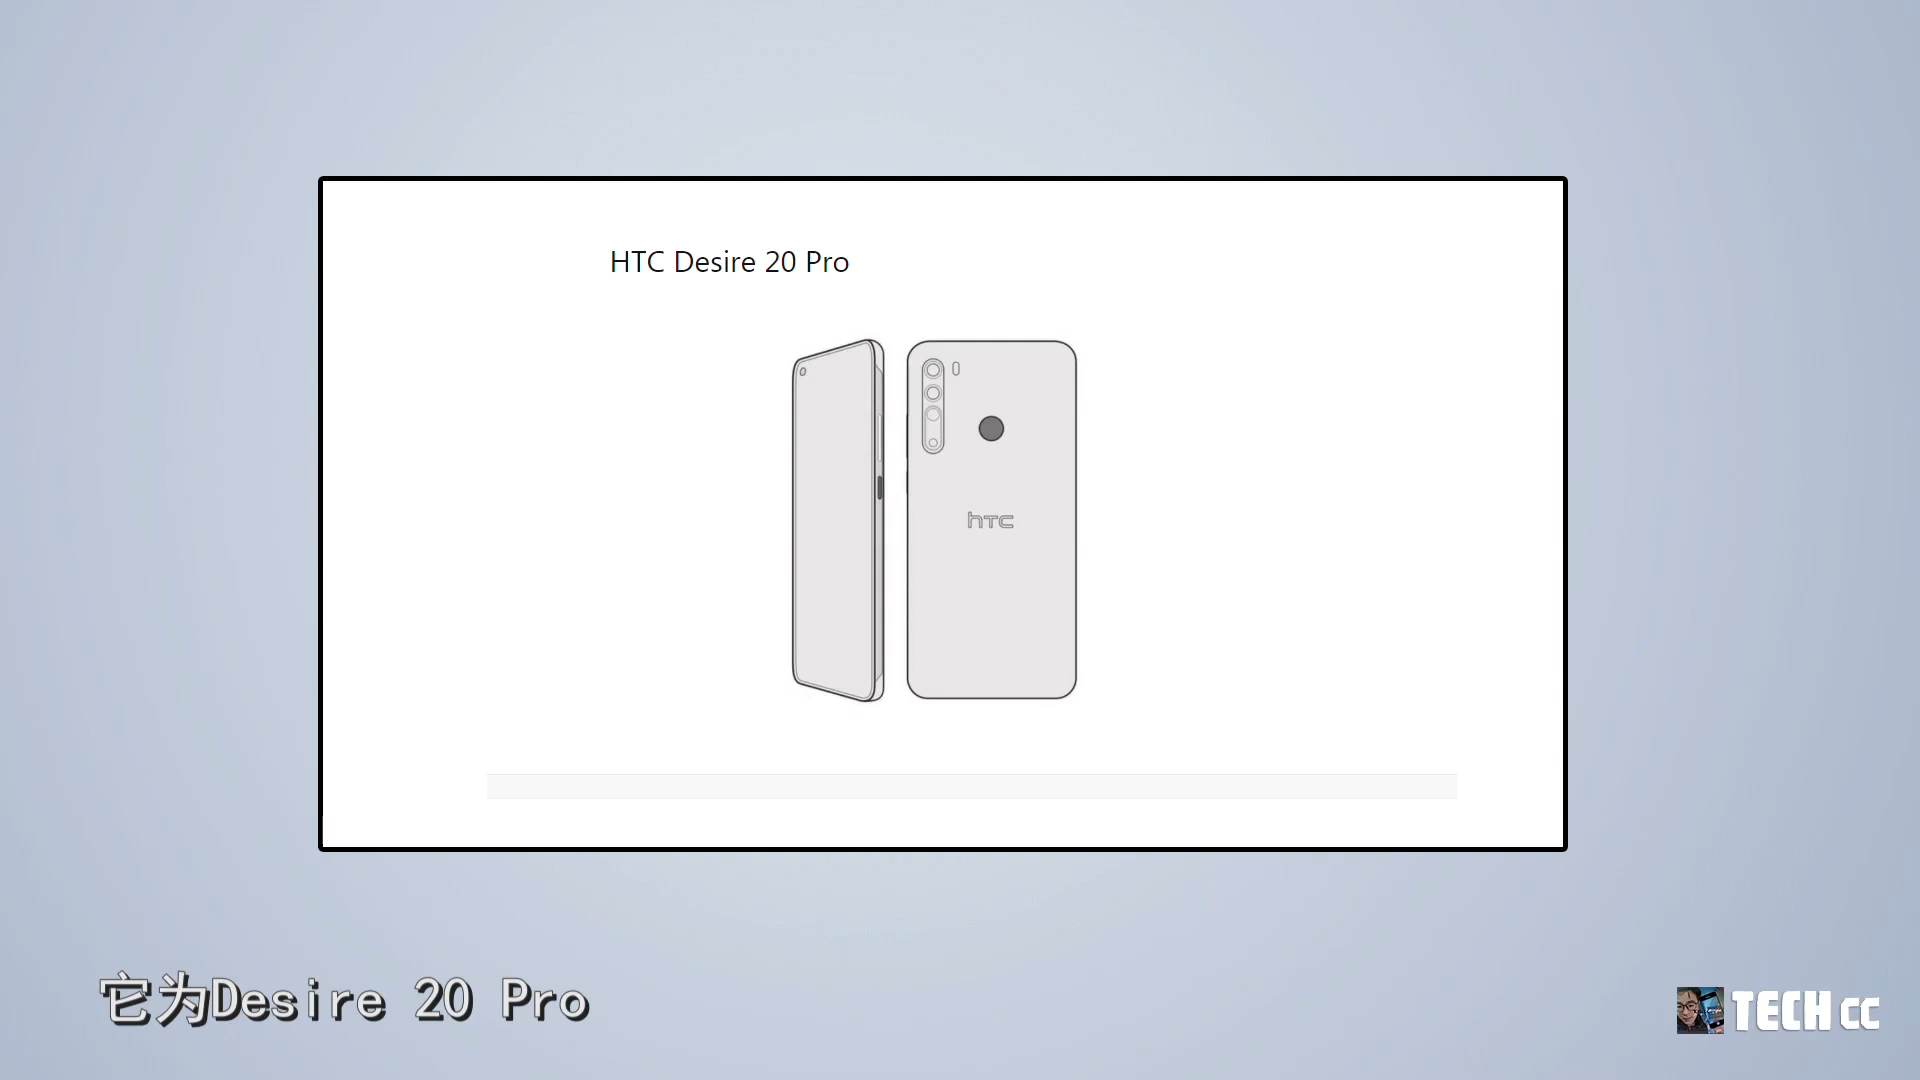 HTC Desire 20 Pro
hTC
它为Desire 20 Pro
TECH CC